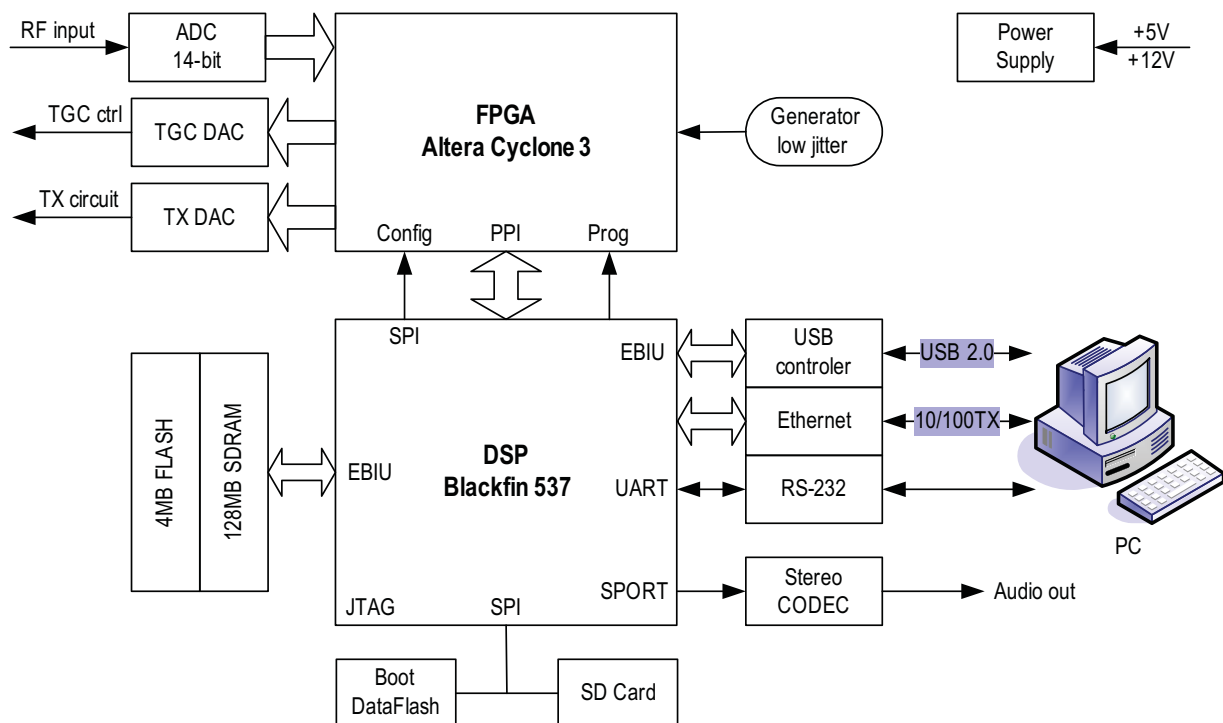 RF input
ADC
14-bit
TGC ctrl
TGC DAC
TX circuit
TX DAC
FPGA
Altera Cyclone 3
Config
PPI
Prog
Generator
low jitter
Power
Supply
+5V
+12V
SPI
EBIU
4MB FLASH
128MB SDRAM
EBIU
DSP
Blackfin 537
UART
SPORT
JTAG
SPI
USB
controler
USB 2.0
Ethernet
10/100TX
RS-232
PC
Stereo
CODEC
Audio out
Boot
DataFlash
SD Card